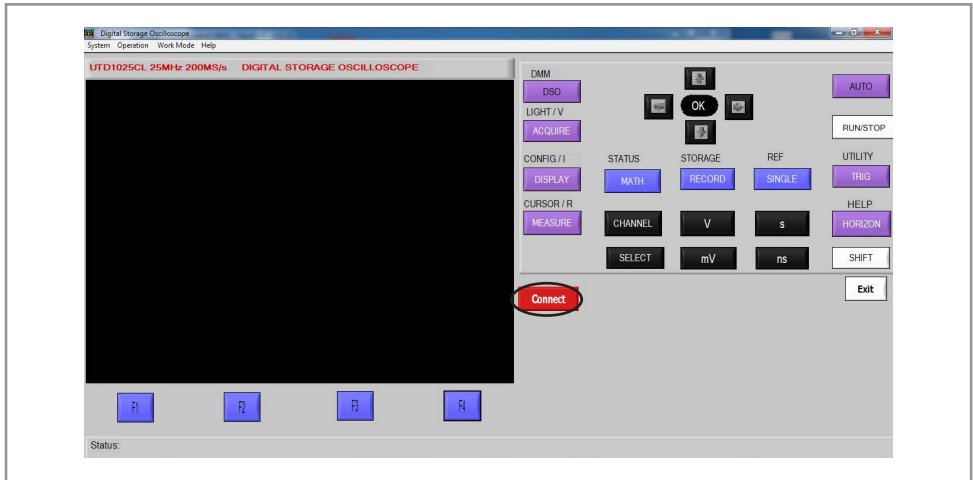 Digital Storage Oscilloscope
System Operation Work Mode Help
UTD1025CL 25MHz 200MS/s DIGITAL STORAGE OSCILLOSCOPE
DMM
DSO
OK
AUTO
LIGHT / V
ACQUIRE
RUN/STOP
CONFIG / I
STATUS
STORAGE
REF
UTILITY
DISPLAY
MATH
RECORD
SINGLE
TRIG
CURSOR / R
HELP
MEASURE
CHANNEL
V
s
HORIZON
SELECT
mV
ns
SHIFT
Connect
Exit
F1
F2
F3
F4
Status: